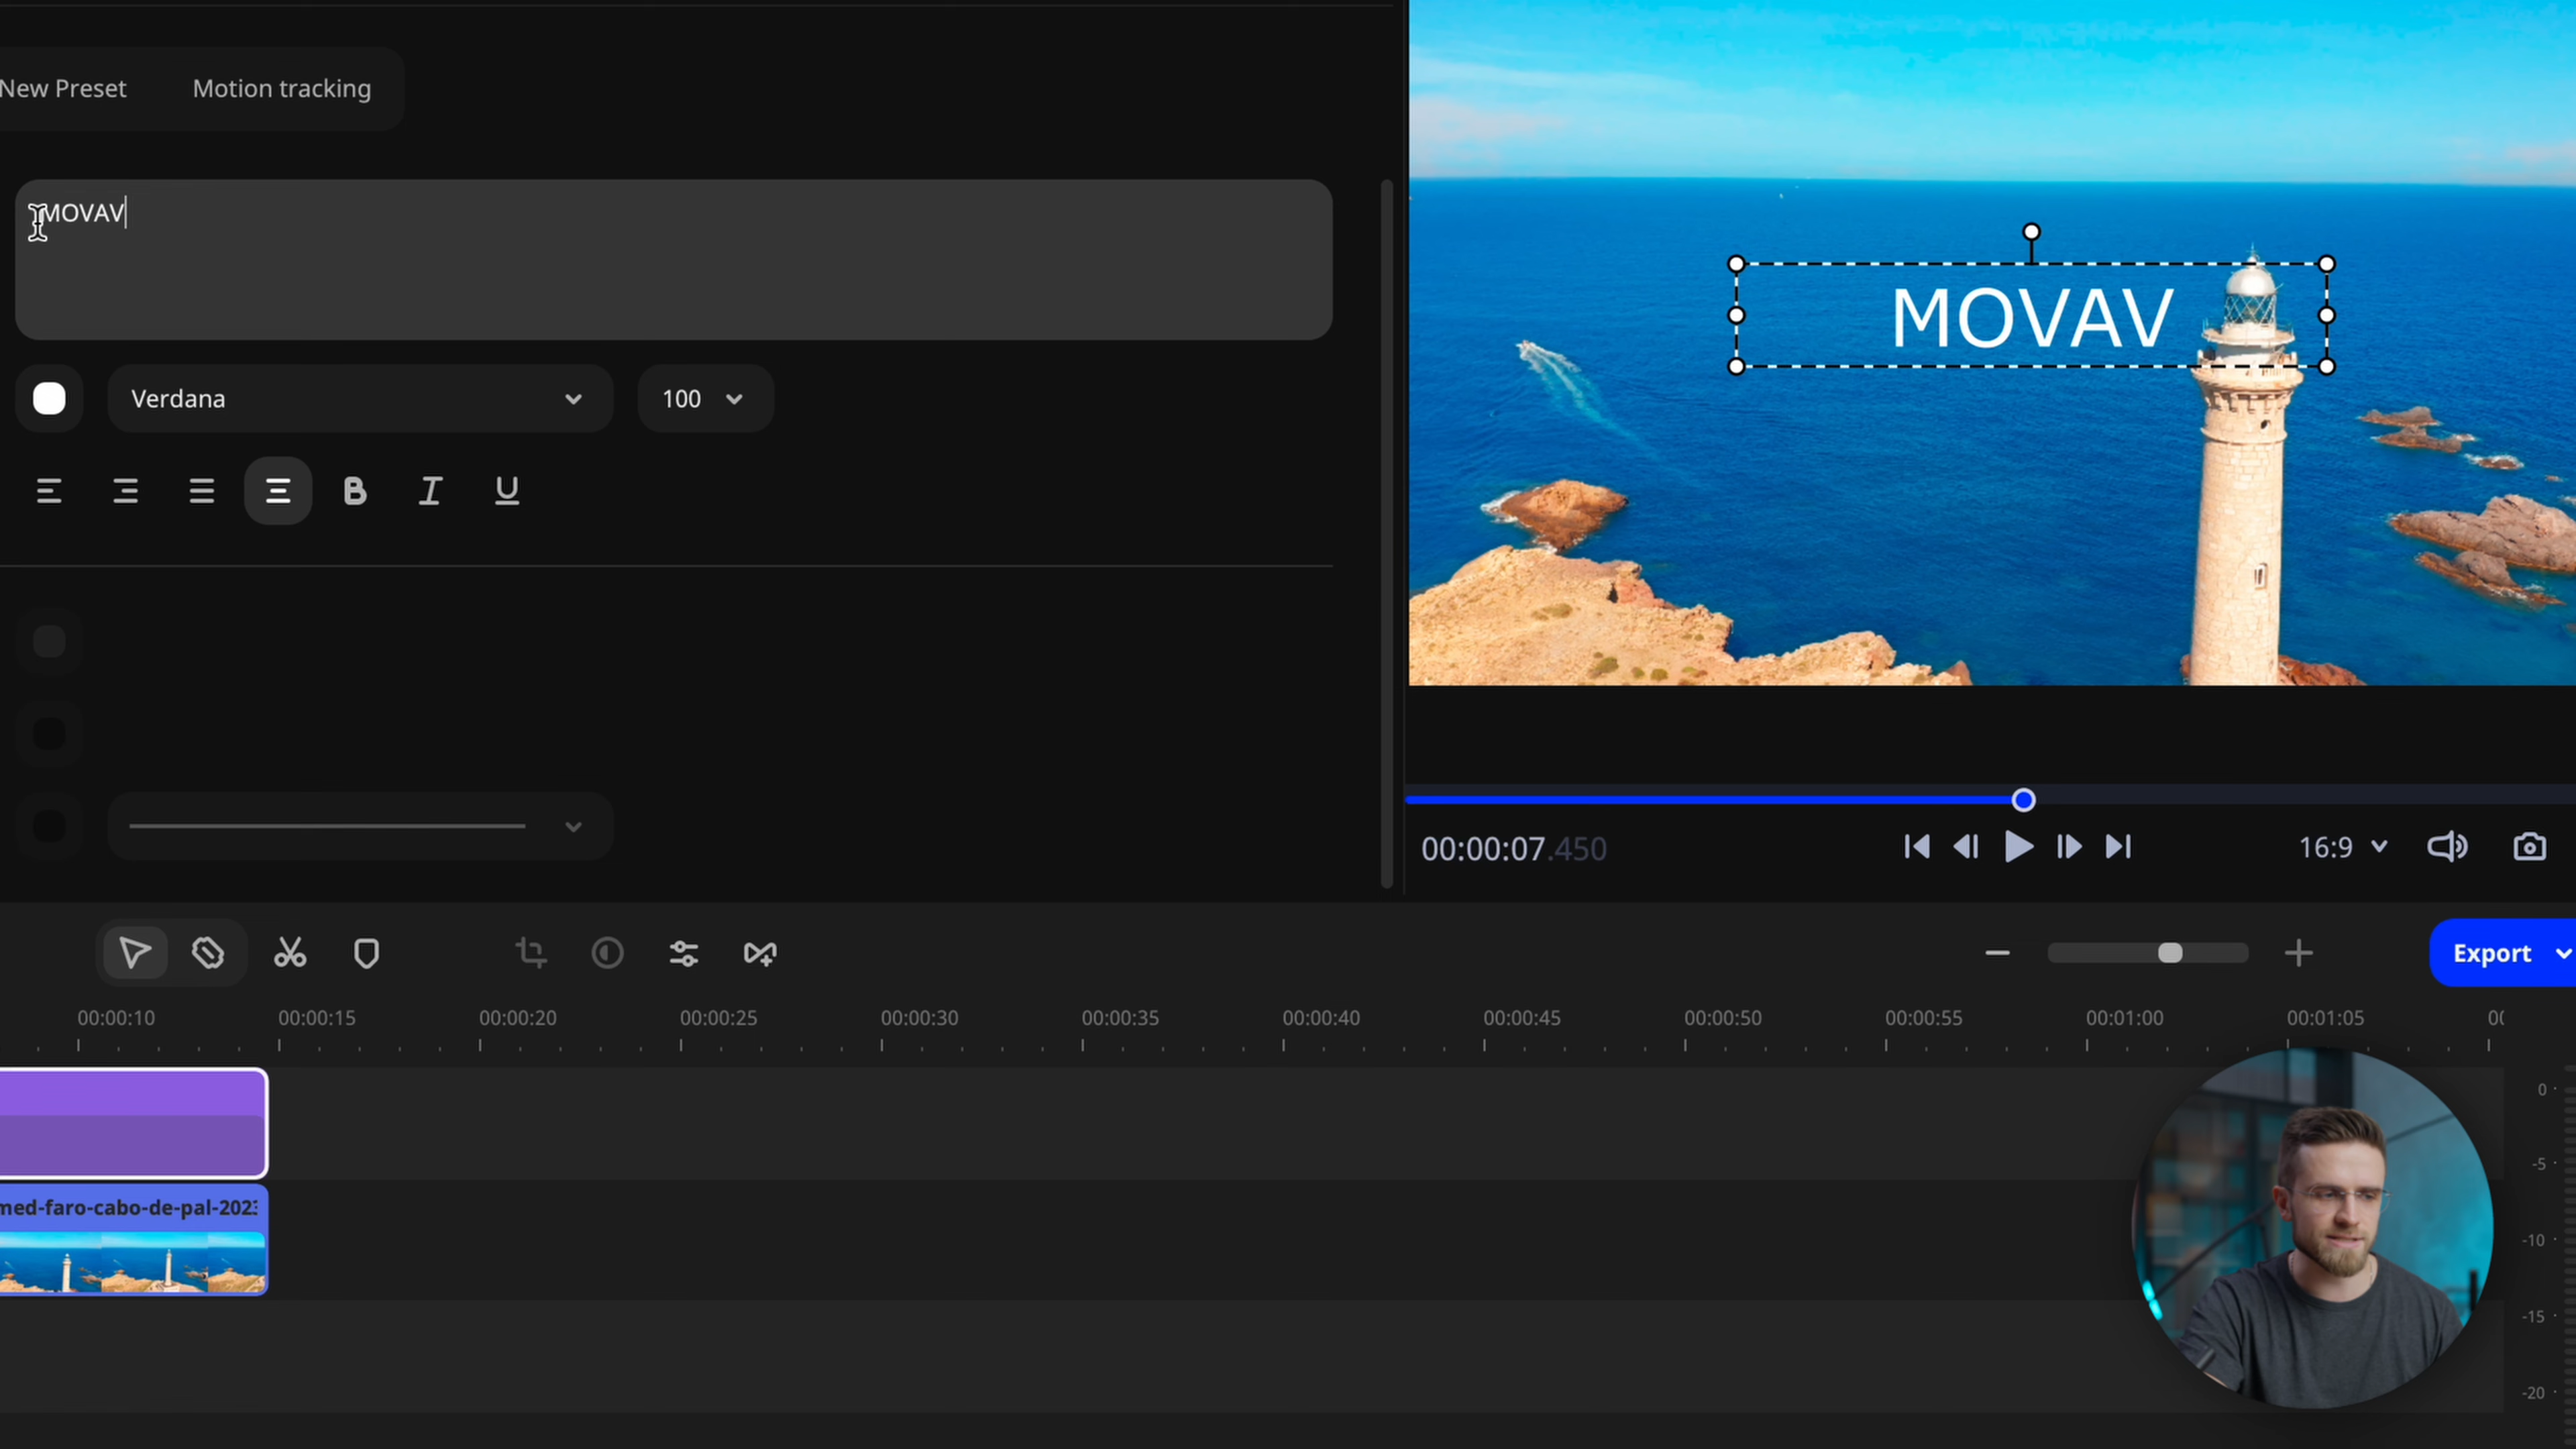 New Preset
Motion tracking
MOVAV
MOVAV
Verdana
100
00:00:07.450
16:9
Export
00:00:10
00:00:15
00:00:20
00:00:25
00:00:30
00:00:35
00:00:40
00:00:45
00:00:50
00:00:55
00:01:00
00:01:05
0
-5
med-faro-cabo-de-pal-202
-10
-15
-20